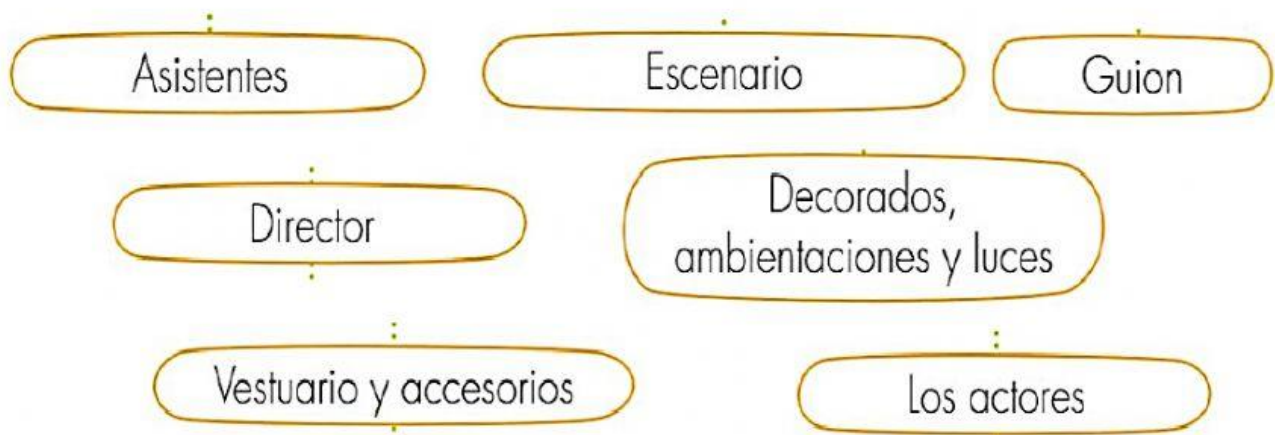 Asistentes
Escenario
Guion
Director
Decorados,
ambientaciones y luces
Vestuario y accesorios
Los actores